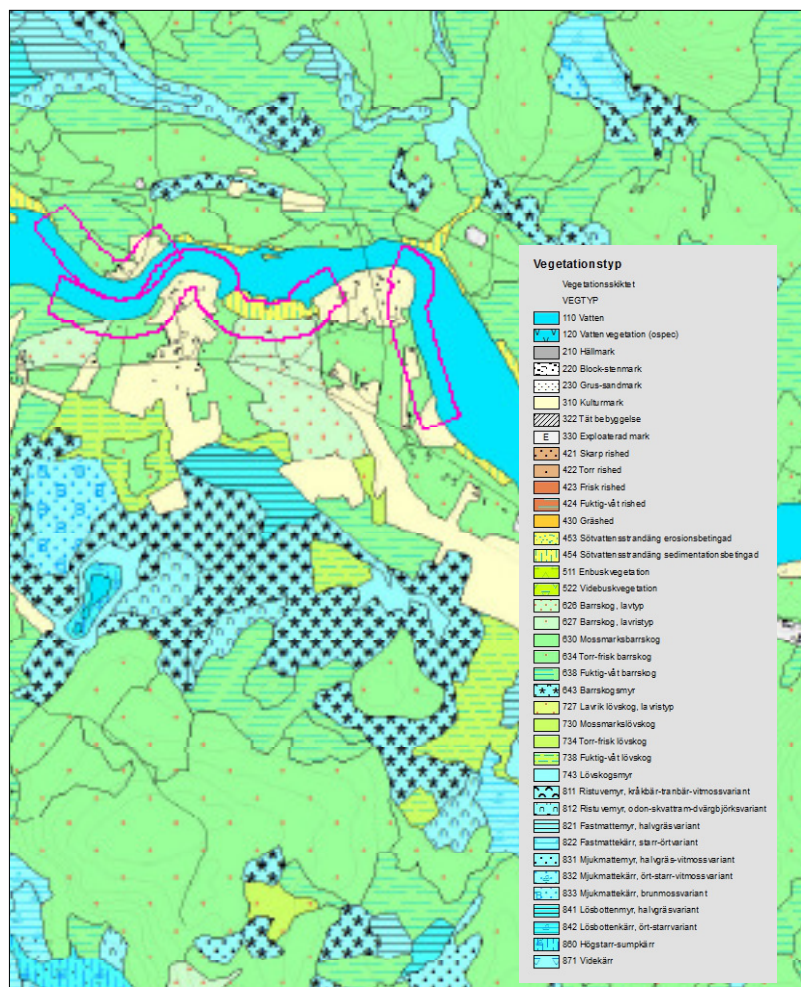 Vegetationstyp
Vegetationsskiktet
VEGTYP
110 Vatten
120 Vattenvegetation (ospec)
210 Hällmark
220 Block-stenmark
230 Grus-sandmark
310 Kulturmark
322 Tät bebyggelse
E 330 Exploaterad mark
421 Skarp rished
422 Torr rished
423 Frisk rished
424 Fuktig-våt rished
430 Gräshed
453 Sötvattensstrandäng erosionsbetingad
454 Sötvattensstrandäng sedimentationsbetingad
511 Enbuskvegetation
522 Videbuskvegetation
626 Barrskog, lavtyp
627 Barrskog, lavristyp
630 Mossmarksbarrskog
634 Torr-frisk barrskog
638 Fuktig-våt barrskog
643 Barrskogsmyr
727 Lavrik lövskog, lavristyp
730 Mossmarkslövskog
734 Torr-frisk lövskog
738 Fuktig-våt lövskog
743 Lövskogsmyr
811 Ristuvemyr, kråkbär-tranbär-vitmossvariant
812 Ristuvemyr, odon-skvattram-dvärgbjörksvariant
821 Fastmattemyr, halvgräsvariant
822 Fastmattekärr, starr-örtvariant
831 Mjukmattemyr, halvgräs-vitmossvariant
832 Mjukmattekärr, ört-starr-vitmossvariant
833 Mjukmattekärr, brunmossvariant
841 Lösbottenmyr, halvgräsvariant
842 Lösbottenkärr, ört-starrvariant
860 Högstarr-sumpkärr
871 Videkärr